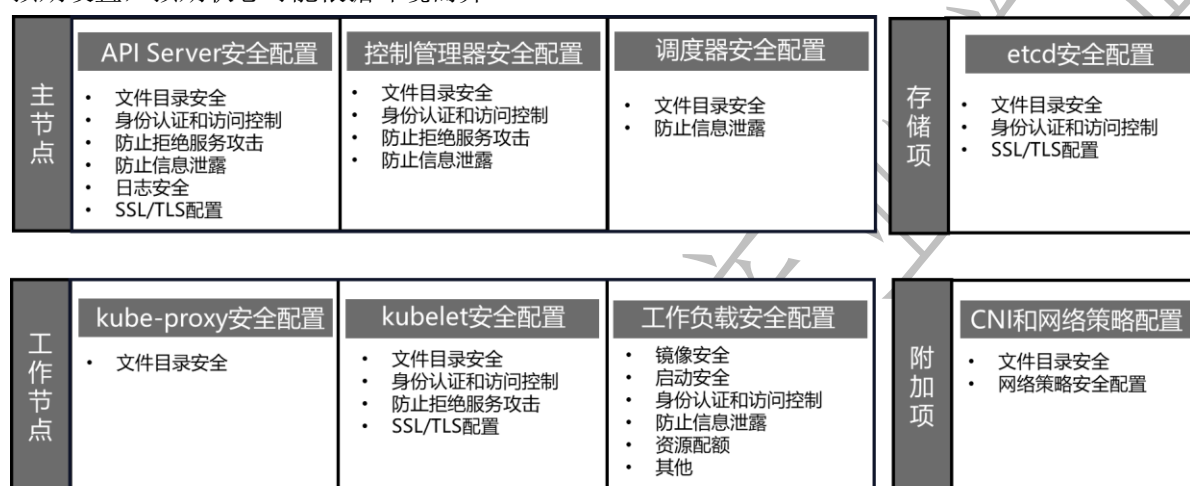 主节点
API Server安全配置
• 文件目录安全
• 身份认证和访问控制
• 防止拒绝服务攻击
• 防止信息泄露
• 日志安全
• SSL/TLS配置
控制管理器安全配置
• 文件目录安全
• 身份认证和访问控制
• 防止拒绝服务攻击
• 防止信息泄露
调度器安全配置
• 文件目录安全
• 防止信息泄露
存储项
etcd安全配置
• 文件目录安全
• 身份认证和访问控制
• SSL/TLS配置
工作节点
kube-proxy安全配置
• 文件目录安全
kubelet安全配置
• 文件目录安全
• 身份认证和访问控制
• 防止拒绝服务攻击
• SSL/TLS配置
工作负载安全配置
• 镜像安全
• 启动安全
• 身份认证和访问控制
• 防止信息泄露
• 资源配额
• 其他
附加项
CNI和网络策略配置
• 文件目录安全
• 网络策略安全配置